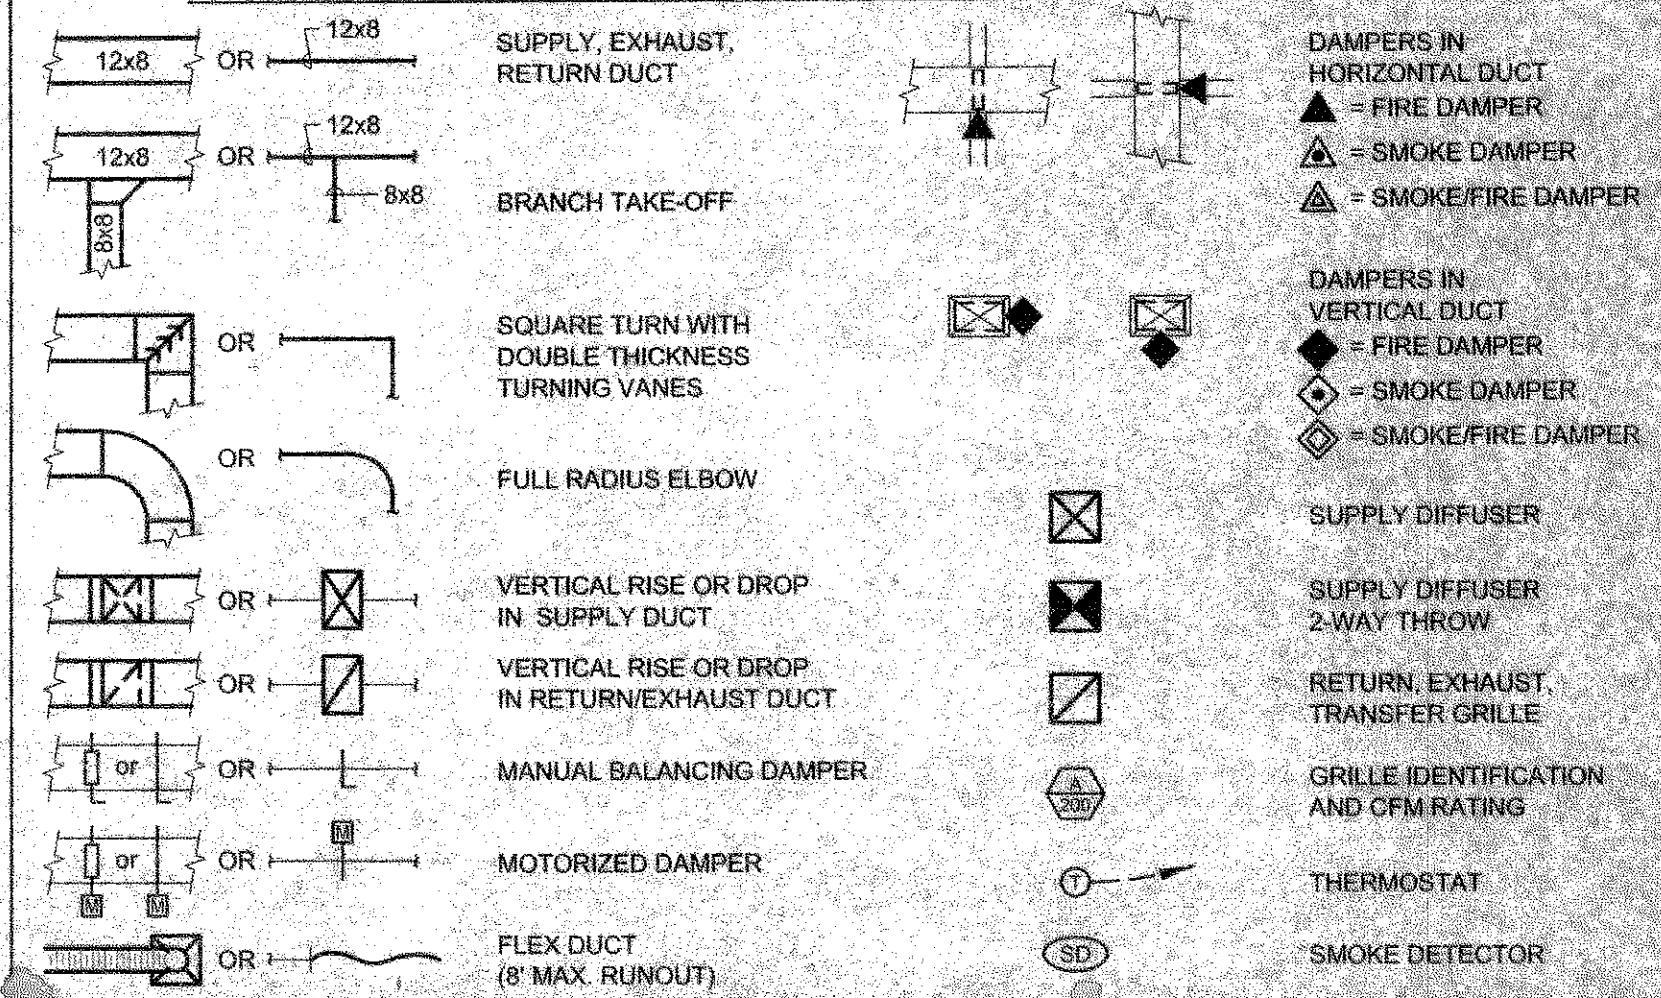 12x8
OR
12x8
SUPPLY, EXHAUST,
RETURN DUCT
12x8
OR
12x8
8x8
8x8
BRANCH TAKE-OFF
OR
SQUARE TURN WITH
DOUBLE THICKNESS
TURNING VANES
OR
FULL RADIUS ELBOW
OR
VERTICAL RISE OR DROP
IN SUPPLY DUCT
OR
VERTICAL RISE OR DROP
IN RETURN/EXHAUST DUCT
or
OR
MANUAL BALANCING DAMPER
or
M
M
OR
M
MOTORIZED DAMPER
OR
FLEX DUCT
(8' MAX. RUNOUT)
DAMPERS IN
HORIZONTAL DUCT
= FIRE DAMPER
= SMOKE DAMPER
= SMOKE/FIRE DAMPER
DAMPERS IN
VERTICAL DUCT
= FIRE DAMPER
= SMOKE DAMPER
= SMOKE/FIRE DAMPER
SUPPLY DIFFUSER
SUPPLY DIFFUSER
2-WAY THROW
RETURN, EXHAUST,
TRANSFER GRILLE
A
200
GRILLE IDENTIFICATION
AND CFM RATING
T
THERMOSTAT
SD
SMOKE DETECTOR